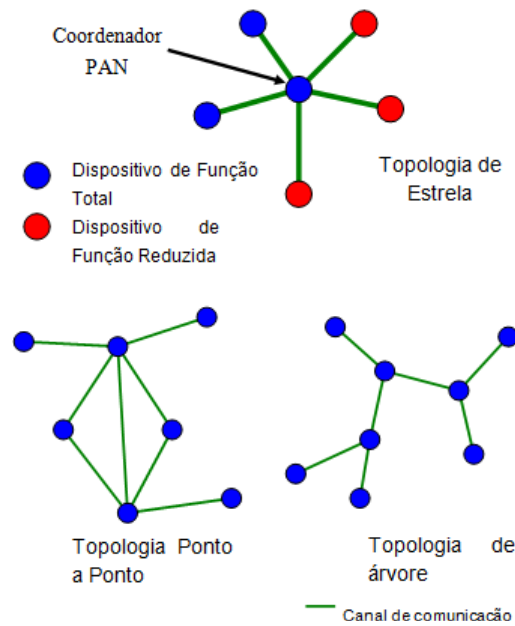 Coordenador
PAN
Dispositivo de Função
Total
Dispositivo de
Função Reduzida
Topologia de
Estrela
Topologia Ponto
a Ponto
Topologia de
árvore
Canal de comunicação